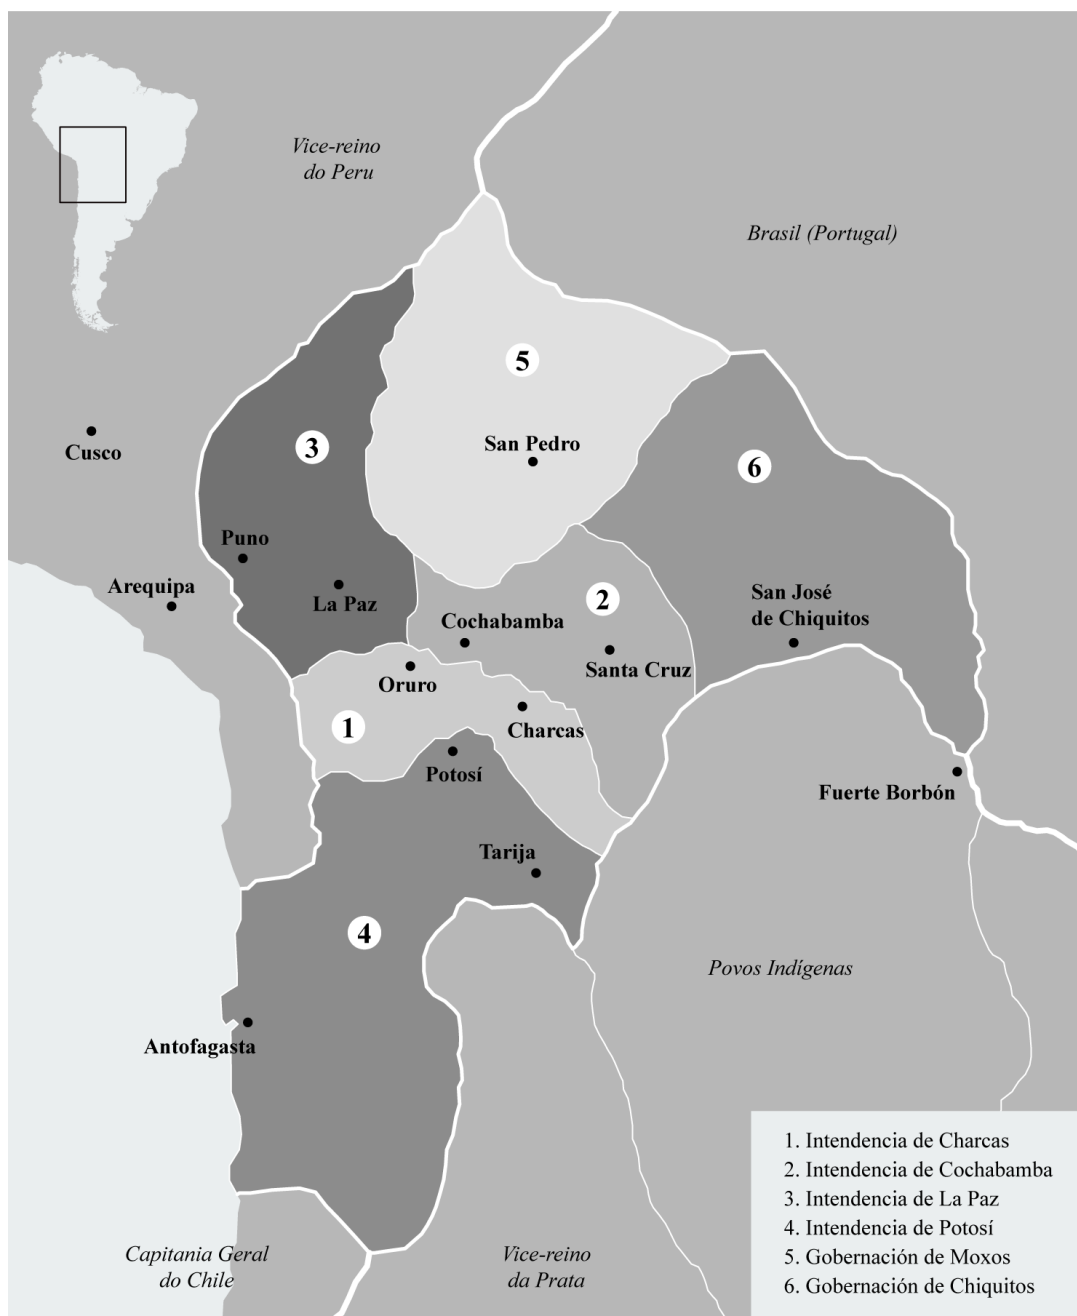 Vice-reino
do Peru
Brasil (Portugal)
5
3
Cusco
San Pedro
6
Puno
Arequipa
La Paz
2
San José
de Chiquitos
Cochabamba
Santa Cruz
Oruro
1
Charcas
Potosí
Fuerte Borbón
Tarija
4
Povos Indígenas
Antofagasta
Capitania Geral
do Chile
Vice-reino
da Prata
1. Intendencia de Charcas
2. Intendencia de Cochabamba
3. Intendencia de La Paz
4. Intendencia de Potosí
5. Gobernación de Moxos
6. Gobernación de Chiquitos